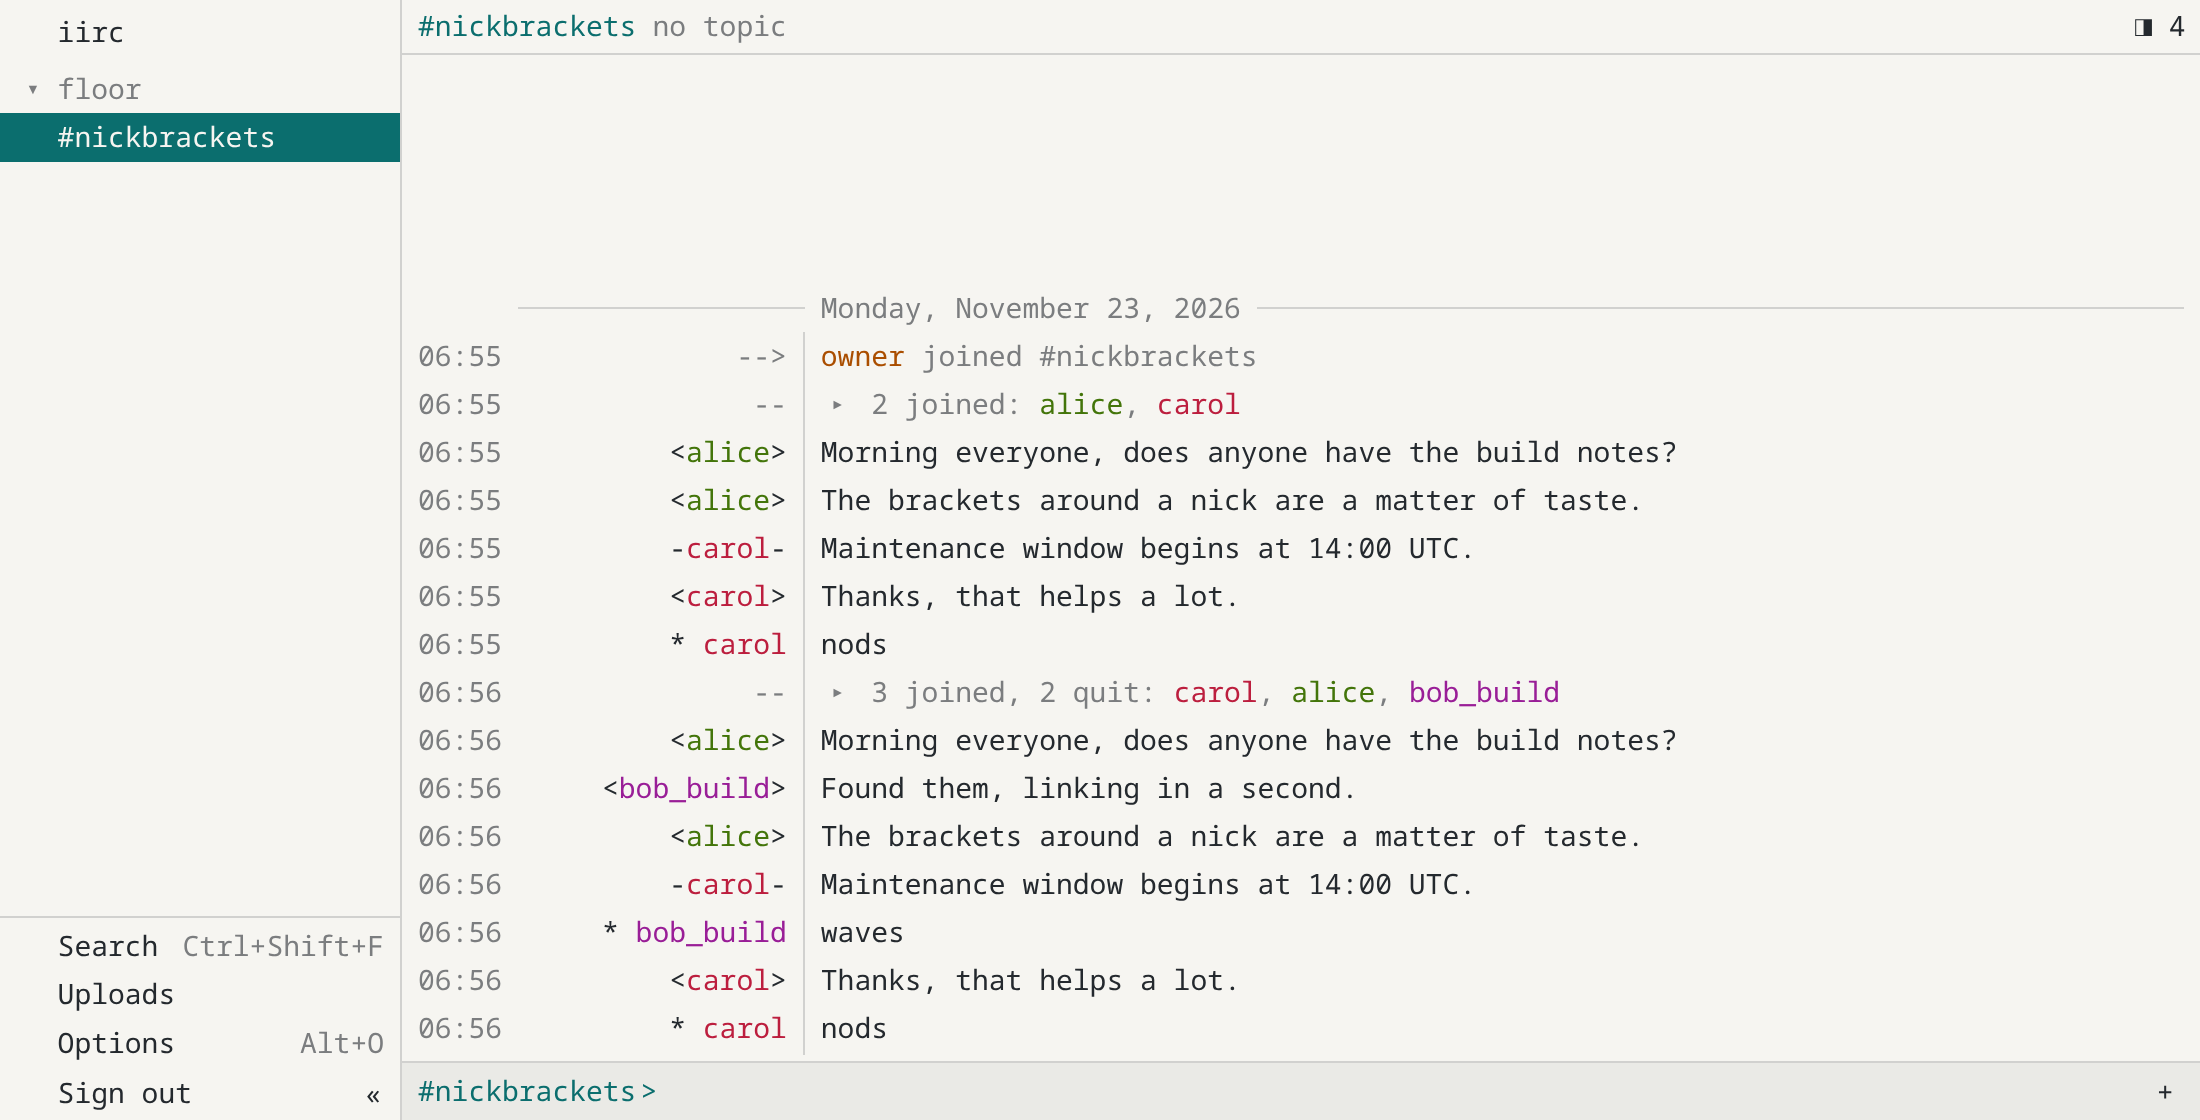 iirc
▾ floor
#nickbrackets
Search Ctrl+Shift+F
Uploads
Options Alt+O
Sign out «
#nickbrackets no topic ◨ 4
Monday, November 23, 2026
06:55 --> owner joined #nickbrackets
06:55 -- ▸ 2 joined: alice, carol
06:55 <alice> Morning everyone, does anyone have the build notes?
06:55 <alice> The brackets around a nick are a matter of taste.
06:55 -carol- Maintenance window begins at 14:00 UTC.
06:55 <carol> Thanks, that helps a lot.
06:55 * carol nods
06:56 -- ▸ 3 joined, 2 quit: carol, alice, bob_build
06:56 <alice> Morning everyone, does anyone have the build notes?
06:56 <bob_build> Found them, linking in a second.
06:56 <alice> The brackets around a nick are a matter of taste.
06:56 -carol- Maintenance window begins at 14:00 UTC.
06:56 * bob_build waves
06:56 <carol> Thanks, that helps a lot.
06:56 * carol nods
#nickbrackets> +